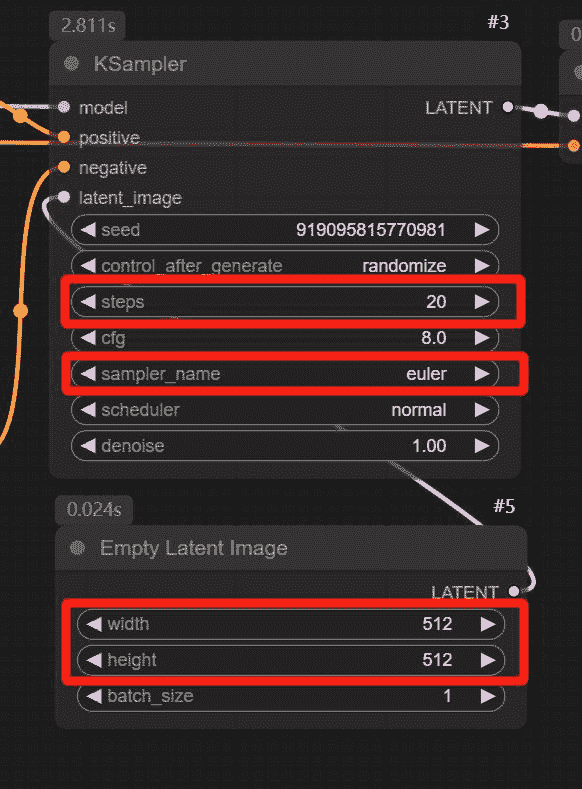 2.811s #3
KSampler
model LATENT
positive
negative
latent_image
seed 919095815770981
control_after_generate randomize
steps 20
cfg 8.0
sampler_name euler
scheduler normal
denoise 1.00
0.024s #5
Empty Latent Image
LATENT
width 512
height 512
batch_size 1